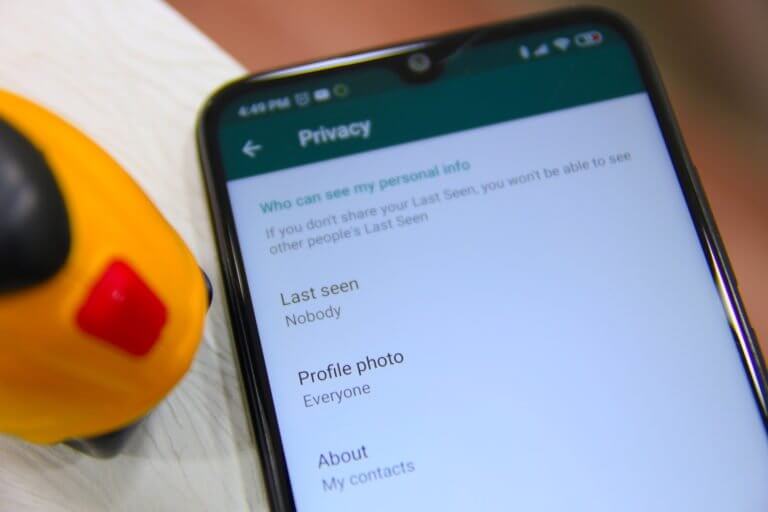 4:49 PM
Privacy
Who can see my personal info
If you don't share your Last Seen, you won't be able to see
other people's Last Seen
Last seen
Nobody
Profile photo
Everyone
About
My contacts